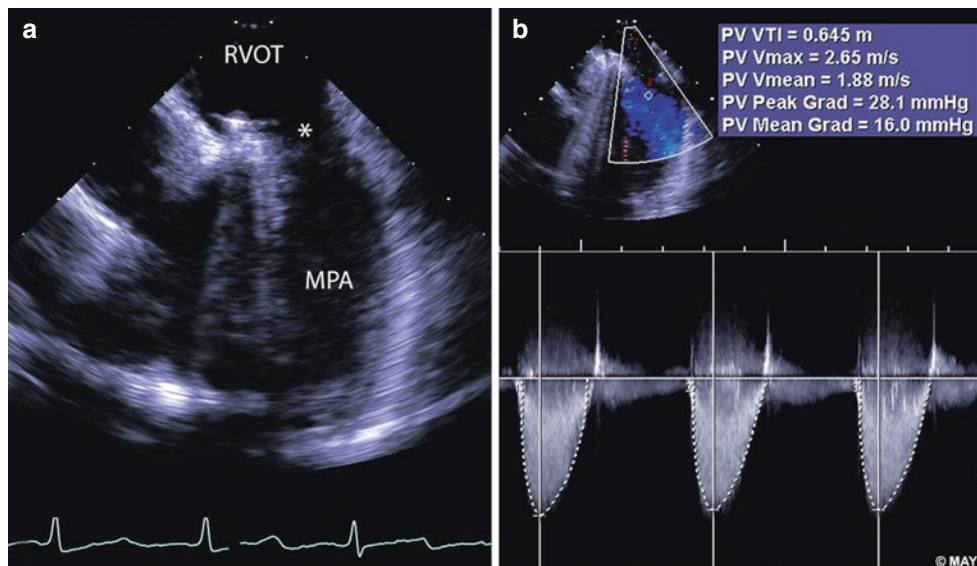 a
RVOT
*
MPA
b
PV VTI = 0.645 m
PV Vmax = 2.65 m/s
PV Vmean = 1.88 m/s
PV Peak Grad = 28.1 mmHg
PV Mean Grad = 16.0 mmHg
© MAY